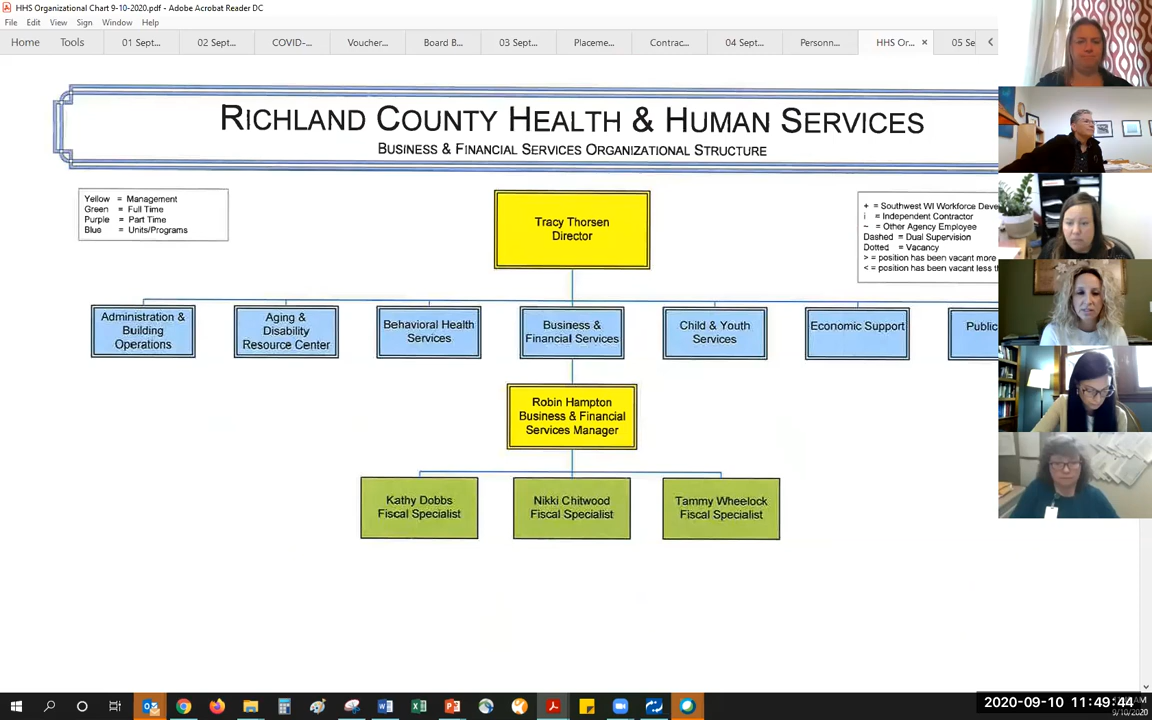 HHS Organizational Chart 9-10-2020.pdf - Adobe Acrobat Reader DC
File Edit View Sign Window Help
Home Tools 01 Sept... 02 Sept... COVID-... Voucher... Board B... 03 Sept... Placeme... Contrac... 04 Sept... Personn... HHS Or... × 05 Se
RICHLAND COUNTY HEALTH & HUMAN SERVICES
BUSINESS & FINANCIAL SERVICES ORGANIZATIONAL STRUCTURE
Yellow = Management
Green = Full Time
Purple = Part Time
Blue = Units/Programs
Tracy Thorsen
Director
+ = Southwest WI Workforce Deve
i = Independent Contractor
~ = Other Agency Employee
Dashed = Dual Supervision
Dotted = Vacancy
> = position has been vacant more
< = position has been vacant less th
Administration &
Building
Operations
Aging &
Disability
Resource Center
Behavioral Health
Services
Business &
Financial Services
Child & Youth
Services
Economic Support
Public
Robin Hampton
Business & Financial
Services Manager
Kathy Dobbs
Fiscal Specialist
Nikki Chitwood
Fiscal Specialist
Tammy Wheelock
Fiscal Specialist
2020-09-10 11:49:44
9/10/2020